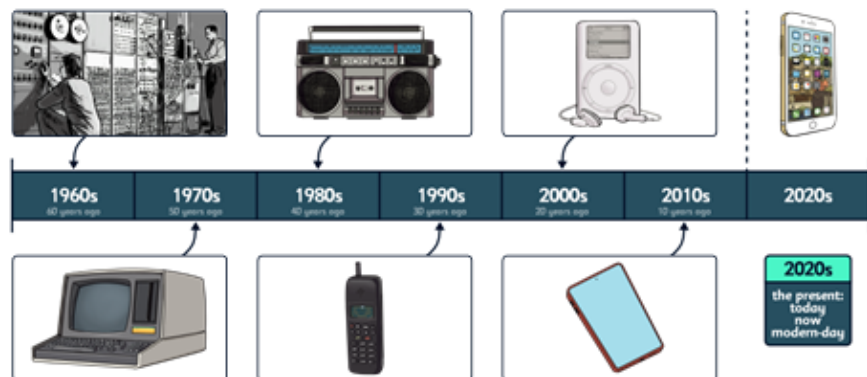 1960s
60 years ago
1970s
50 years ago
1980s
40 years ago
1990s
30 years ago
2000s
20 years ago
2010s
10 years ago
2020s
2020s
the present:
today
now
modern-day